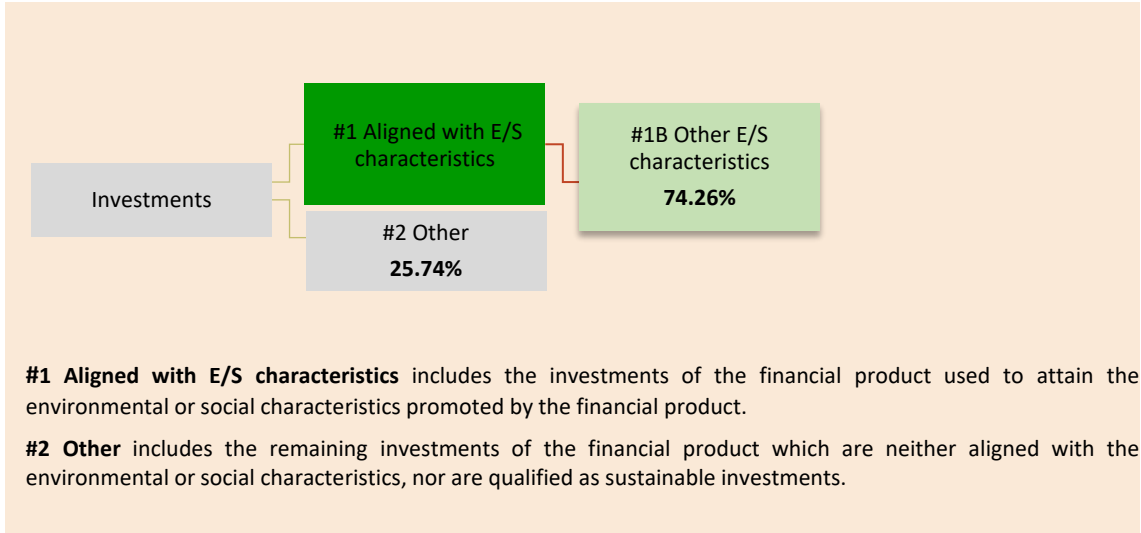 #1 Aligned with E/S
characteristics
#1B Other E/S
characteristics
74.26%
Investments
#2 Other
25.74%
#1 Aligned with E/S characteristics includes the investments of the financial product used to attain the
environmental or social characteristics promoted by the financial product.
#2 Other includes the remaining investments of the financial product which are neither aligned with the
environmental or social characteristics, nor are qualified as sustainable investments.